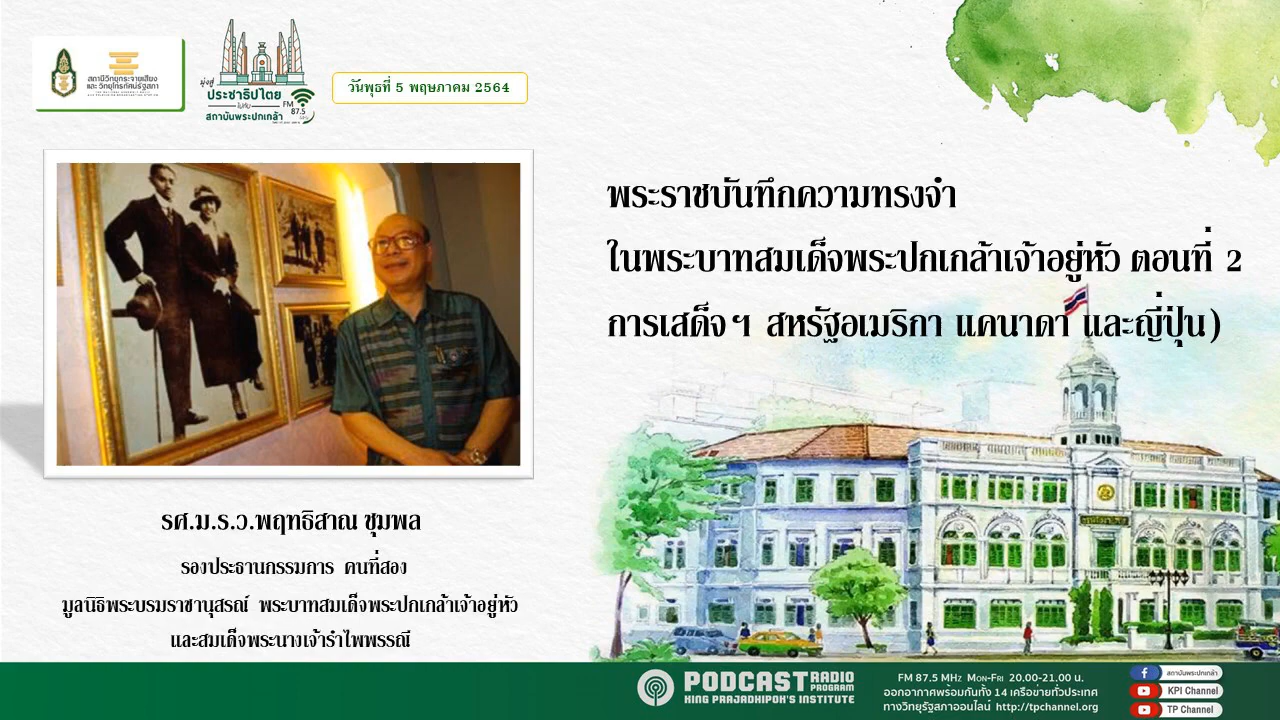 สถานีวิทยุกระจายเสียง
และ วิทยุโทรทัศน์รัฐสภา
มุ่งสู่
ประชาธิปไตย
ไปกับ
FM
87.5
MHz
สถาบันพระปกเกล้า
วันพุธที่ 5 พฤษภาคม 2564
พระราชบันทึกความทรงจำ
ในพระบาทสมเด็จพระปกเกล้าเจ้าอยู่หัว ตอนที่ 2
การเสด็จฯ สหรัฐอเมริกา แคนาดา และญี่ปุ่น)
รศ.ม.ร.ว.พฤทธิสาณ ชุมพล
รองประธานกรรมการ คนที่สอง
มูลนิธิพระบรมราชานุสรณ์ พระบาทสมเด็จพระปกเกล้าเจ้าอยู่หัว
และสมเด็จพระนางเจ้ารำไพพรรณี
PODCAST RADIO PROGRAM
KING PRAJADHIPOK'S INSTITUTE
FM 87.5 MHz Mon-Fri 20.00-21.00 น.
ออกอากาศพร้อมกันทั้ง 14 เครือข่ายทั่วประเทศ
ทางวิทยุรัฐสภาออนไลน์ http://tpchannel.org
สถาบันพระปกเกล้า
KPI Channel
TP Channel